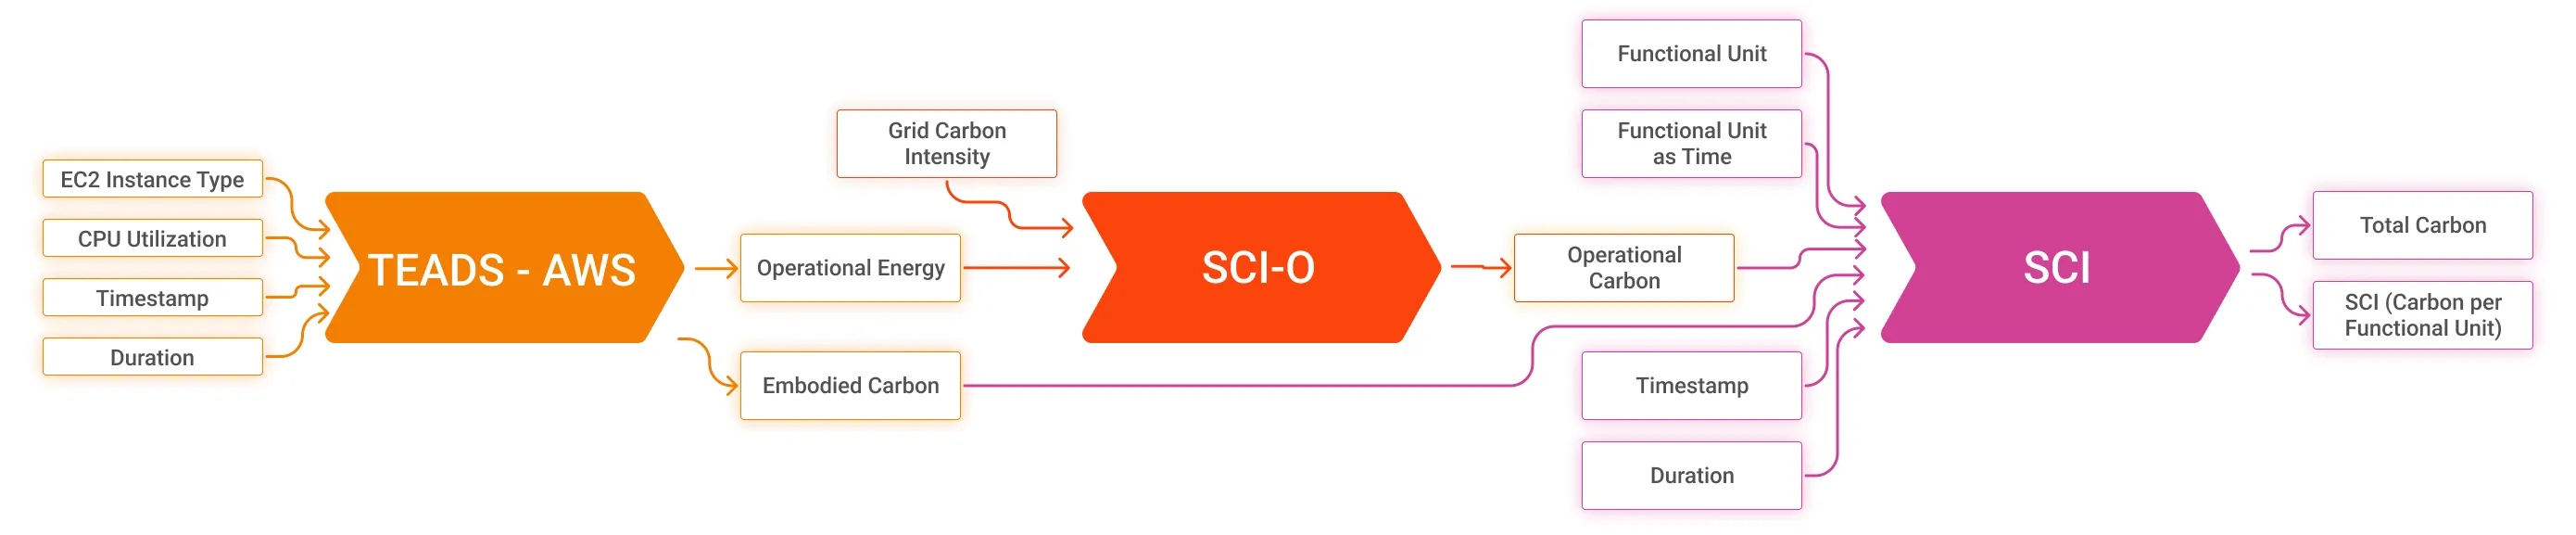 EC2 Instance Type
CPU Utilization
Timestamp
Duration
TEADS - AWS
Operational Energy
Embodied Carbon
Grid Carbon
Intensity
SCI-O
Operational
Carbon
Functional Unit
Functional Unit
as Time
Timestamp
Duration
SCI
Total Carbon
SCI (Carbon per
Functional Unit)